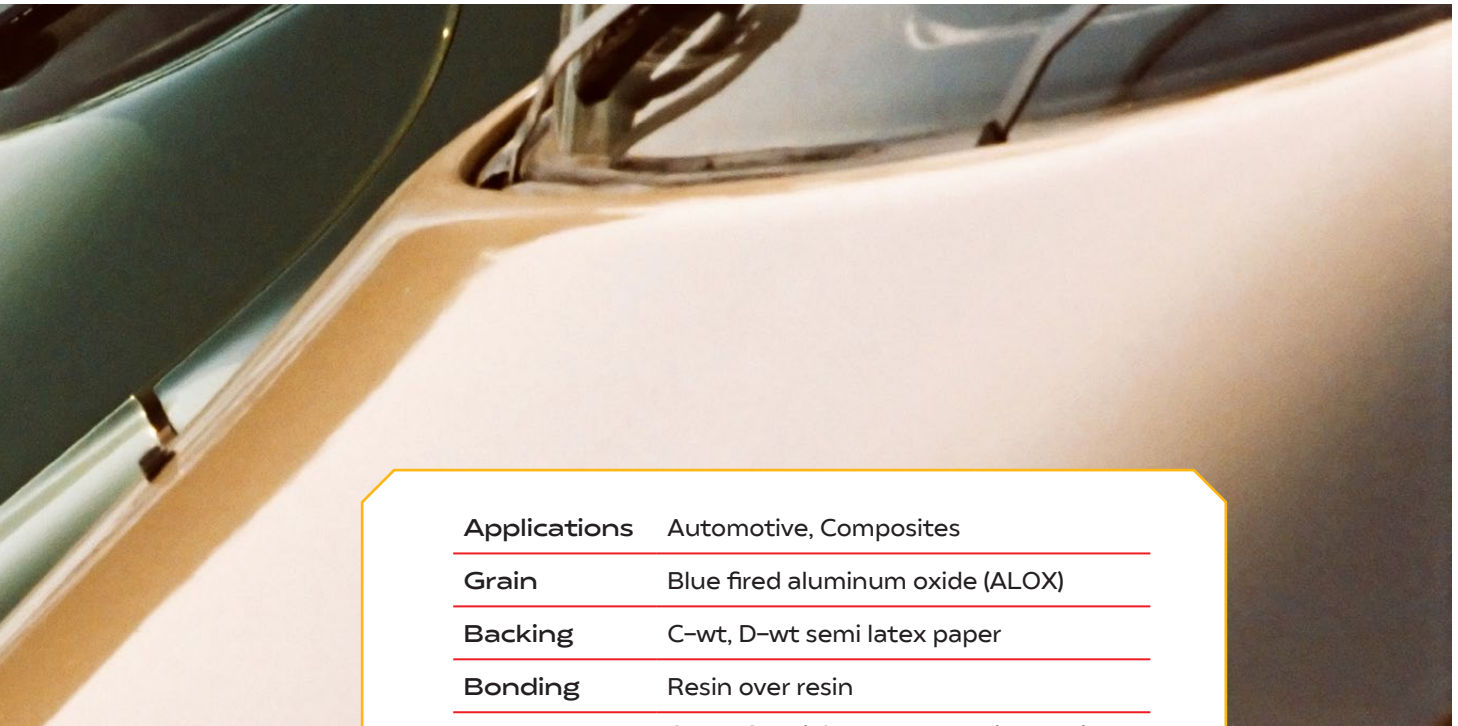 Applications Automotive, Composites
Grain Blue fired aluminum oxide (ALOX)
Backing C-wt, D-wt semi latex paper
Bonding Resin over resin